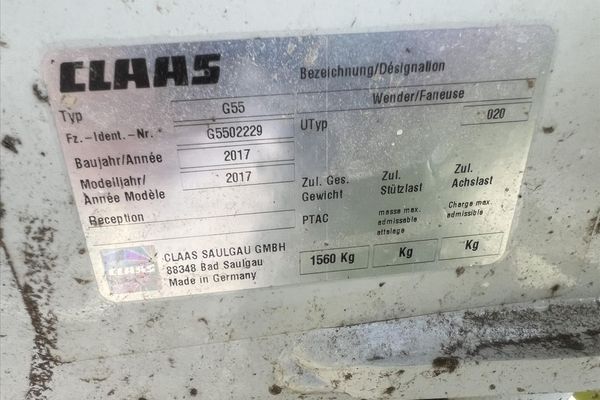 CLAAS
Bezeichnung/Désignation
Wender/Faneuse
Typ G55 UTyp 020
Fz.-Ident.-Nr. G5502229
Baujahr/Année 2017
Modelljahr/ Année Modèle 2017
Reception
Zul. Ges. Gewicht
Zul. Stützlast
Zul. Achslast
PTAC
massa max. admissible attelage
Charge max. admissible
1560 Kg Kg Kg
CLAAS
CLAAS SAULGAU GMBH
88348 Bad Saulgau
Made in Germany